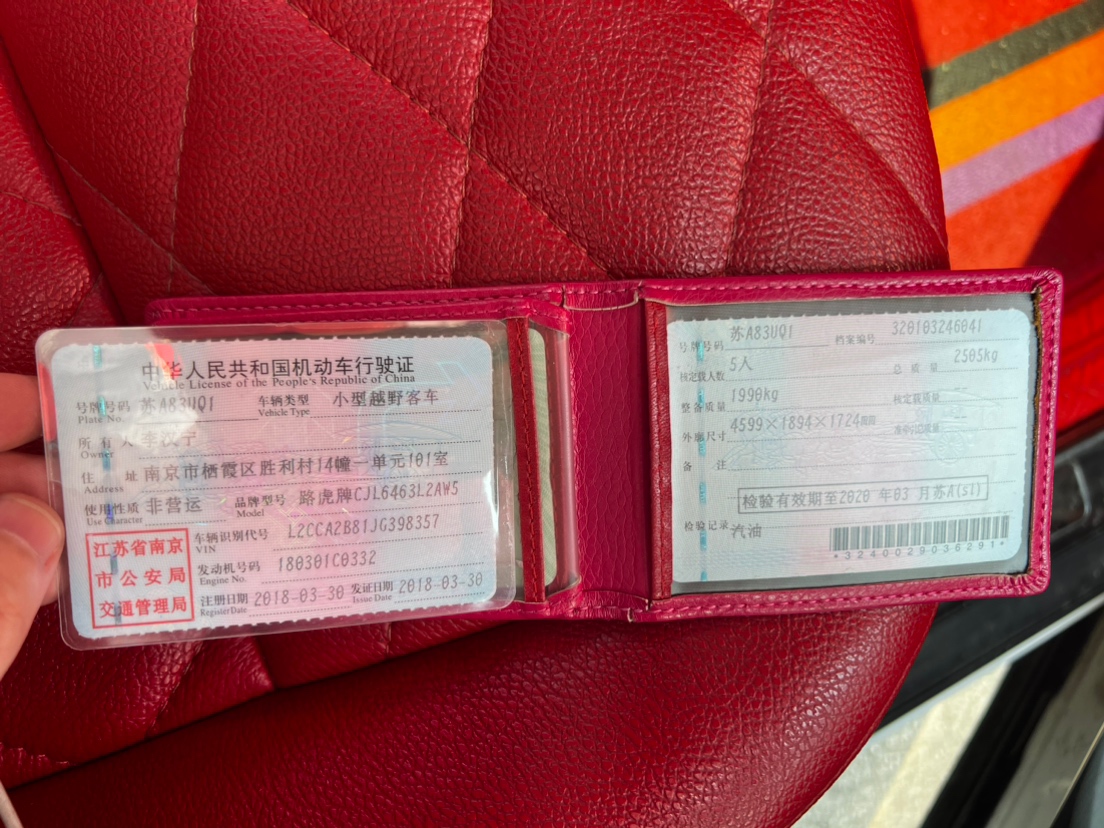 中华人民共和国机动车行驶证
Vehicle License of the People's Republic of China
号牌号码 苏A83UQ1 车辆类型 小型越野客车
Plate No. Vehicle Type
所有人
Owner
住 址 南京市栖霞区胜利村14幢一单元101室
Address
使用性质 非营运 品牌型号 路虎牌CJL6463L2AW5
Use Character Model
江苏省南京
市公安局
交通管理局
车辆识别代号 L2CCA2B81JG398357
VIN
发动机号码 180301C0332
Engine No.
注册日期 2018-03-30 发证日期 2018-03-30
Register Date Issue Date
号牌号码 苏A83UQ1 档案编号 320103246041
核定载人数 5人 总质量 2505kg
整备质量 1990kg 核定载质量
外廓尺寸 4599×1894×1724 准牵引总质量
备 注
检验有效期至2020 年03 月苏A(sl)
检验记录 汽油
*3240029036291*